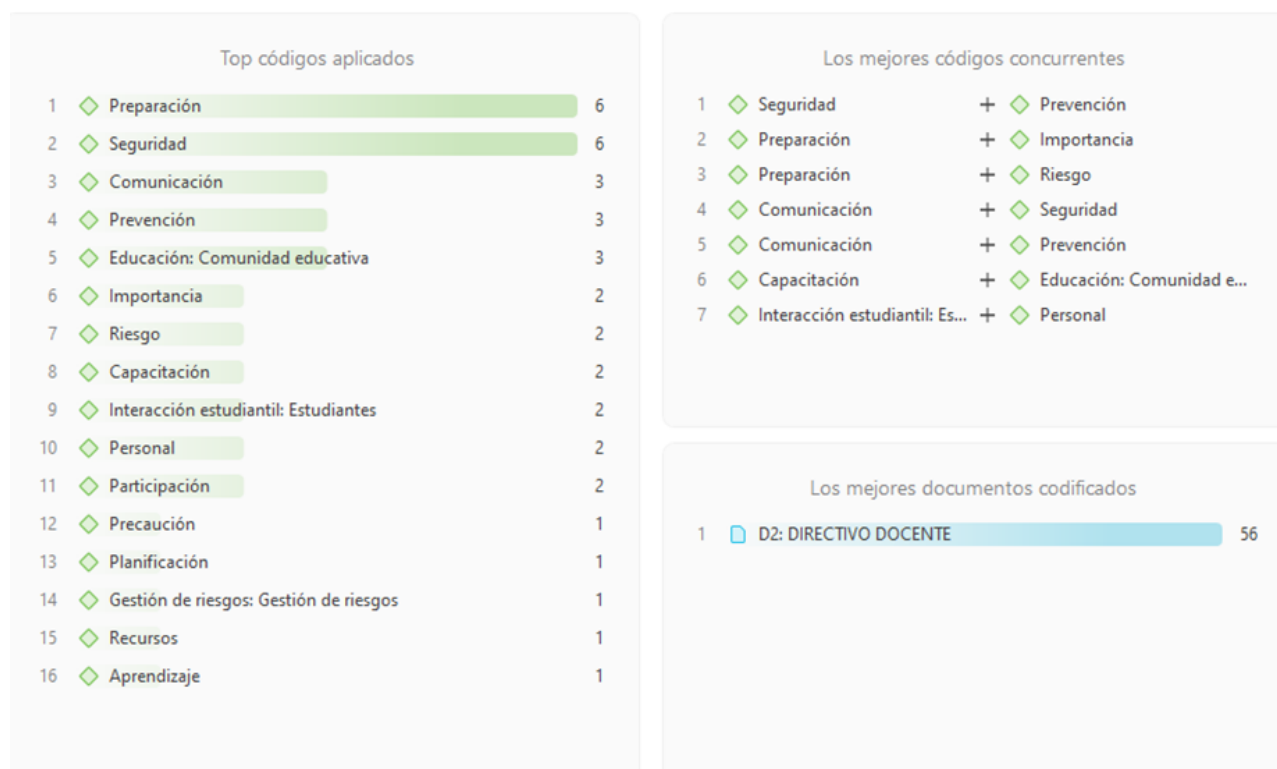 Top códigos aplicados
1 Preparación 6
2 Seguridad 6
3 Comunicación 3
4 Prevención 3
5 Educación: Comunidad educativa 3
6 Importancia 2
7 Riesgo 2
8 Capacitación 2
9 Interacción estudiantil: Estudiantes 2
10 Personal 2
11 Participación 2
12 Precaución 1
13 Planificación 1
14 Gestión de riesgos: Gestión de riesgos 1
15 Recursos 1
16 Aprendizaje 1
Los mejores códigos concurrentes
1 Seguridad + Prevención
2 Preparación + Importancia
3 Preparación + Riesgo
4 Comunicación + Seguridad
5 Comunicación + Prevención
6 Capacitación + Educación: Comunidad e...
7 Interacción estudiantil: Es... + Personal
Los mejores documentos codificados
1 D2: DIRECTIVO DOCENTE 56